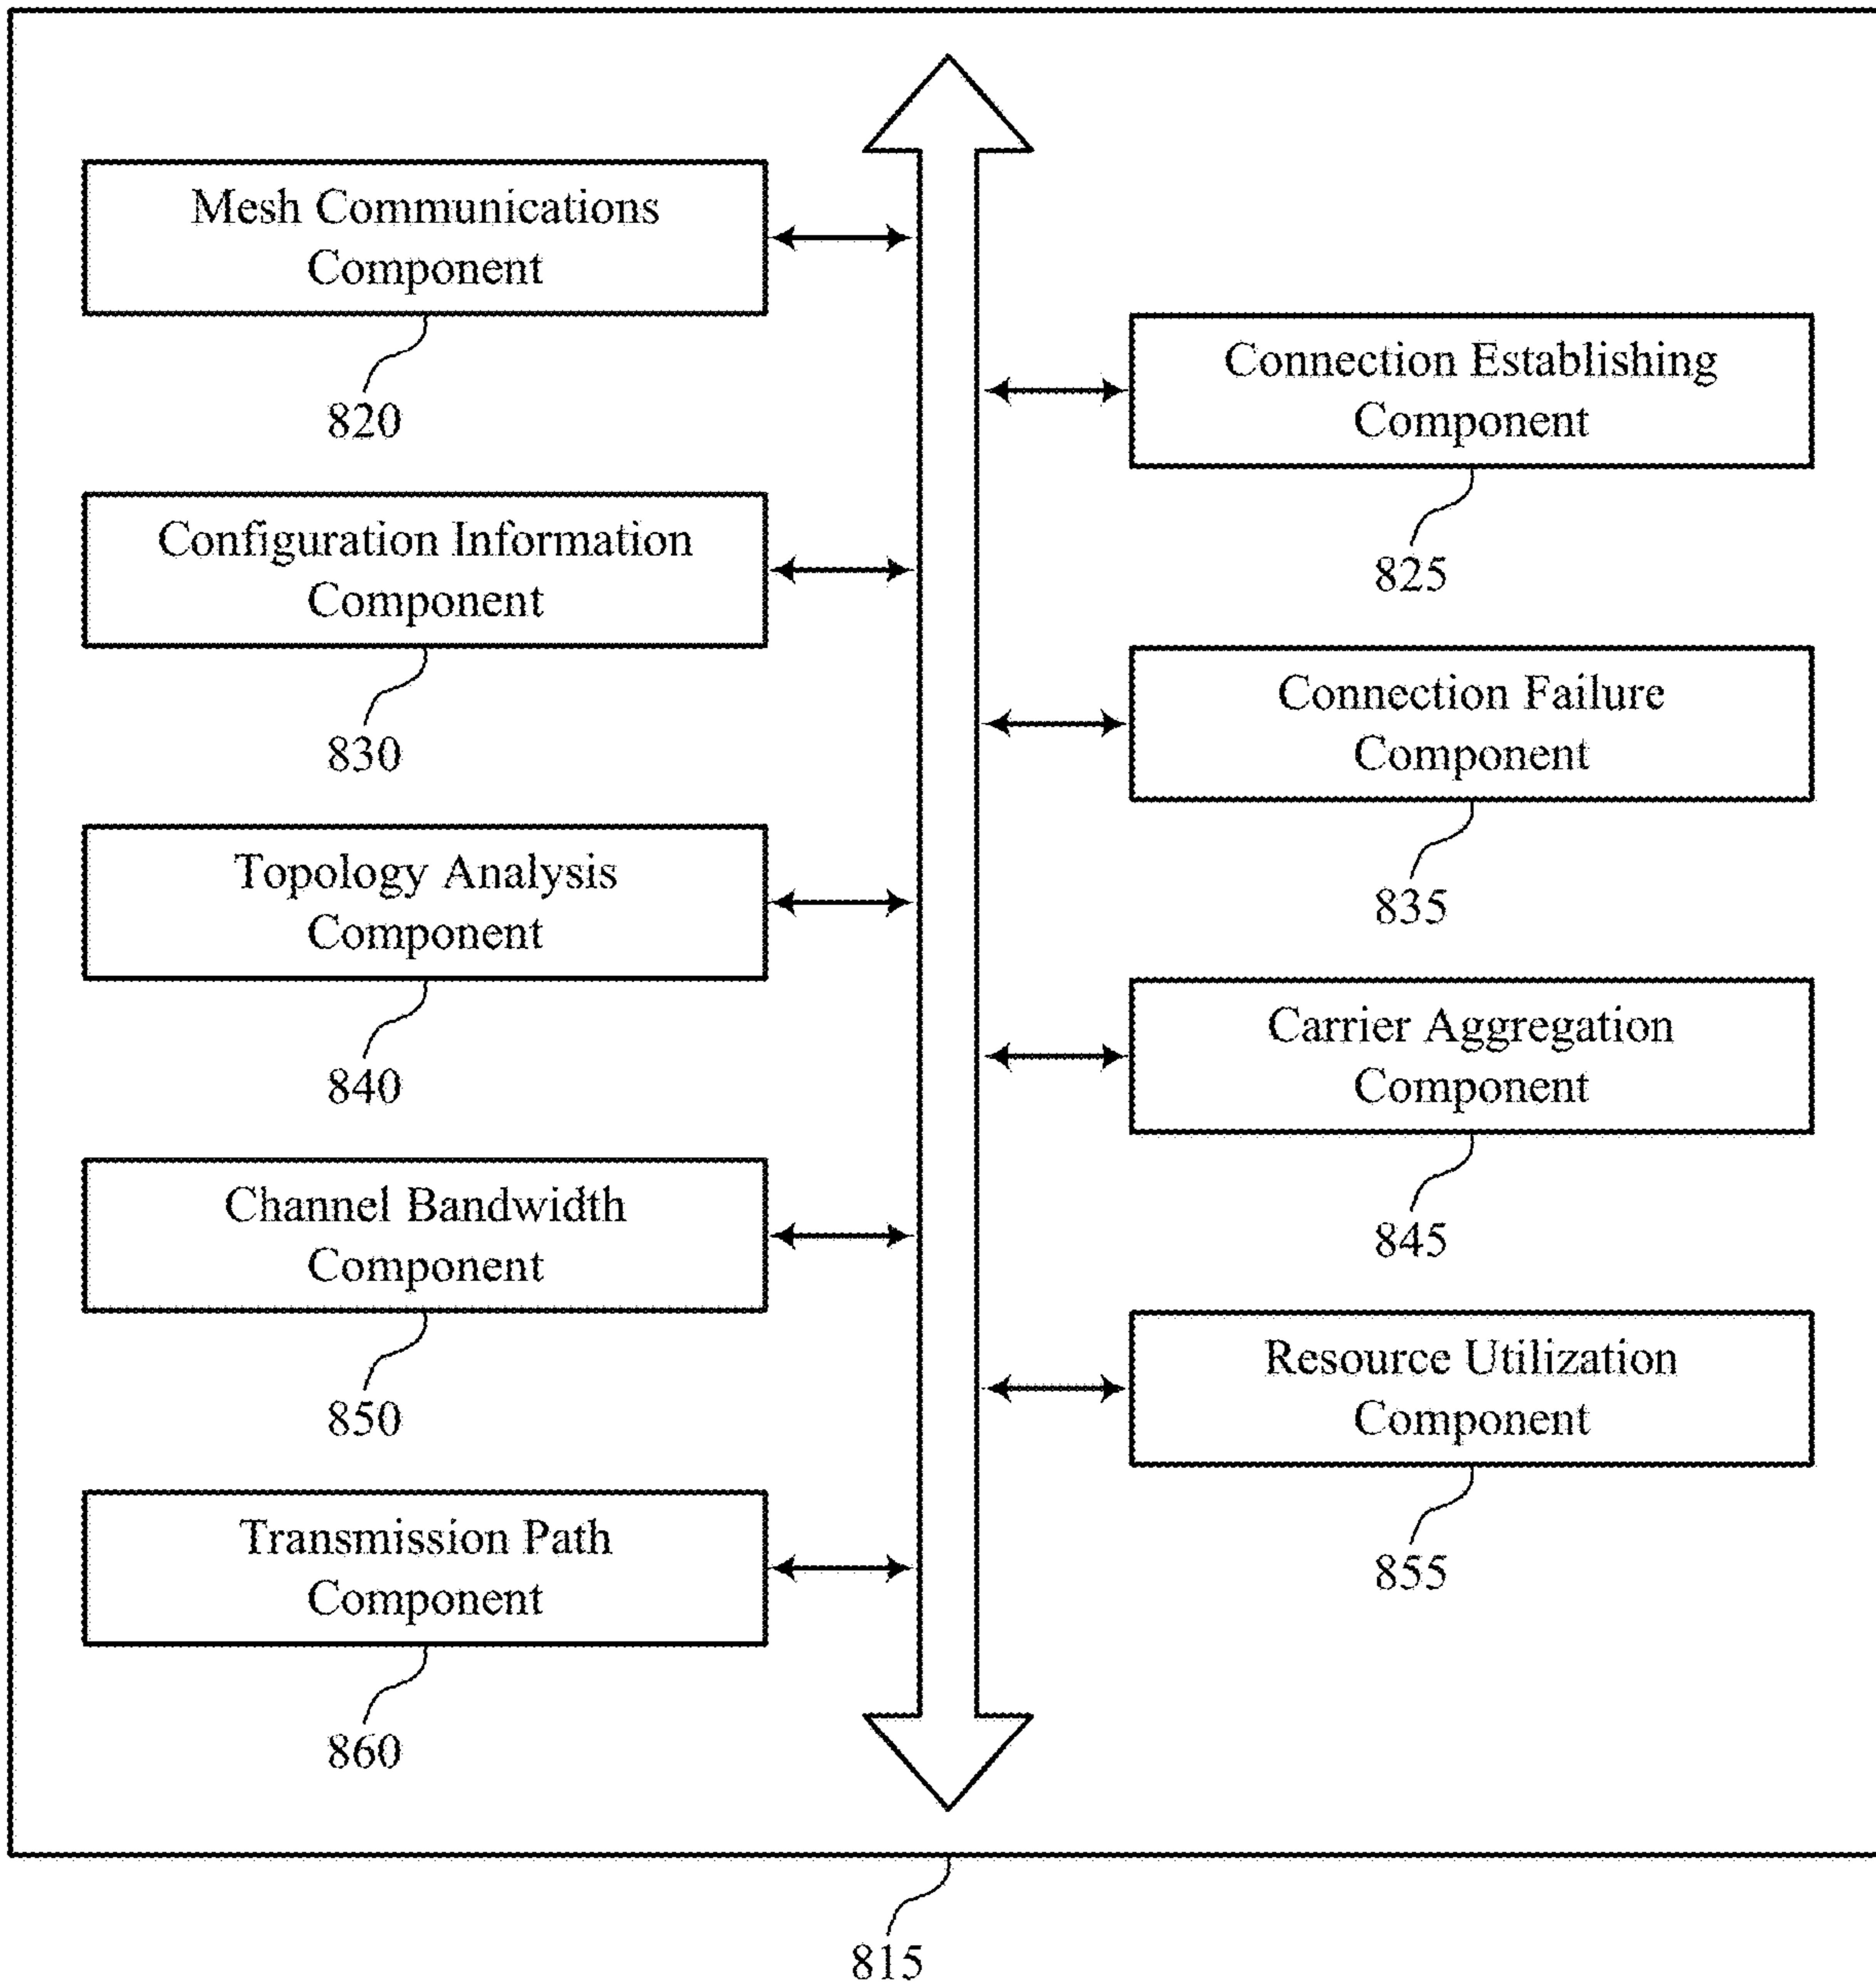 Mesh Communications
Component
820
Connection Establishing
Component
825
Configuration Information
Component
830
Connection Failure
Component
835
Topology Analysis
Component
840
Carrier Aggregation
Component
845
Channel Bandwidth
Component
850
Resource Utilization
Component
855
Transmission Path
Component
860
815